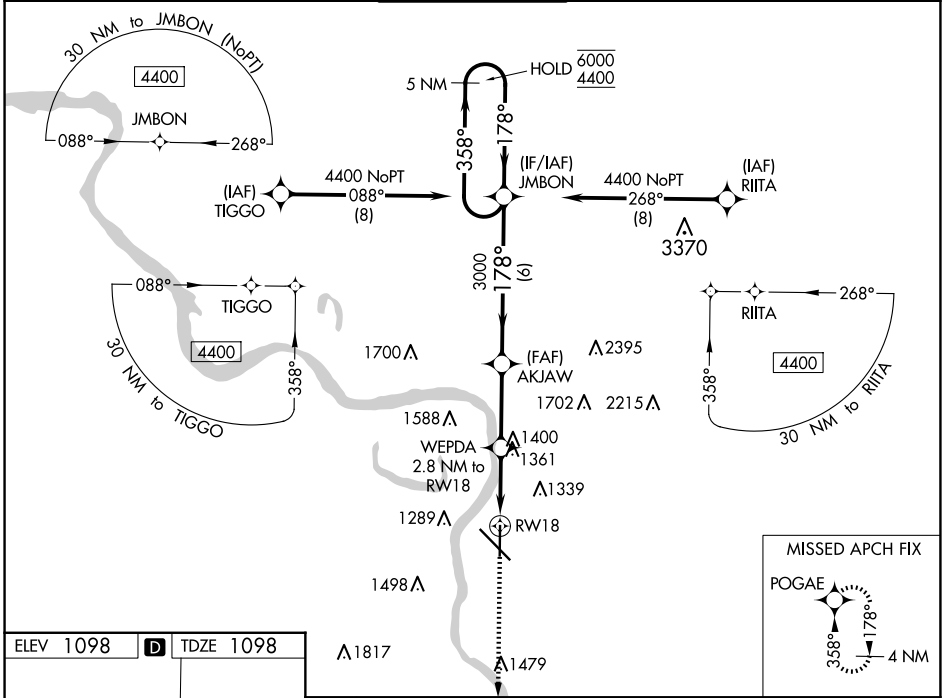 30 NM to JMBON (NoPT)
4400
JMBON
088°
268°
HOLD
6000
4400
5 NM
358°
178°
(IF/IAF)
JMBON
(IAF)
TIGGO
4400 NoPT
088°
(8)
4400 NoPT
268°
(8)
(IAF)
RIITA
3370
3000
178°
(6)
088°
TIGGO
4400
358°
30 NM to TIGGO
RIITA
268°
4400
358°
30 NM to RIITA
1700
(FAF)
AKJAW
2395
1702
2215
1588
WEPDA
2.8 NM to
RW18
1400
1361
1339
1289
RW18
1498
MISSED APCH FIX
POGAE
358°
178°
4 NM
ELEV 1098
D
TDZE 1098
1817
1479